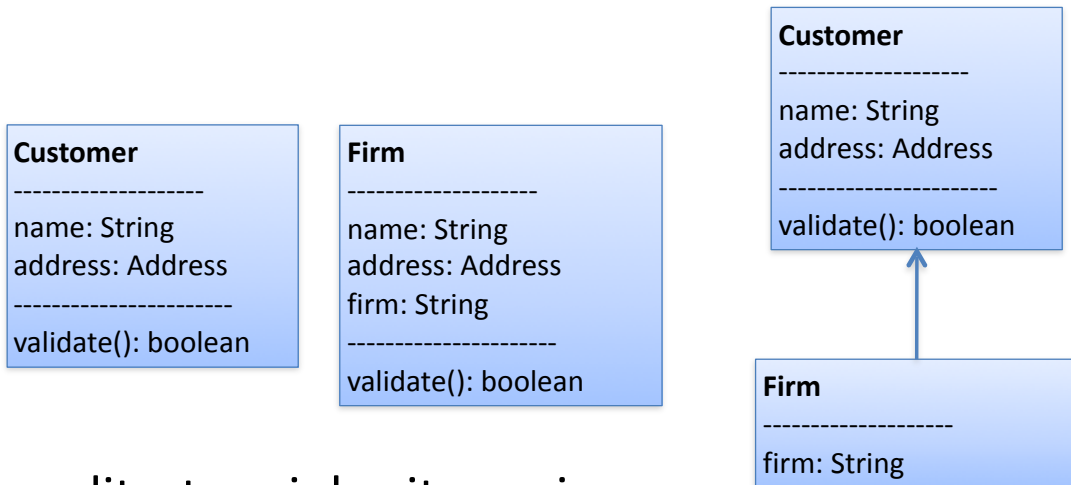 Customer
--------------------
name: String
address: Address
-----------------------
validate(): boolean
Firm
--------------------
name: String
address: Address
firm: String
----------------------
validate(): boolean
Customer
--------------------
name: String
address: Address
-----------------------
validate(): boolean
Firm
--------------------
firm: String